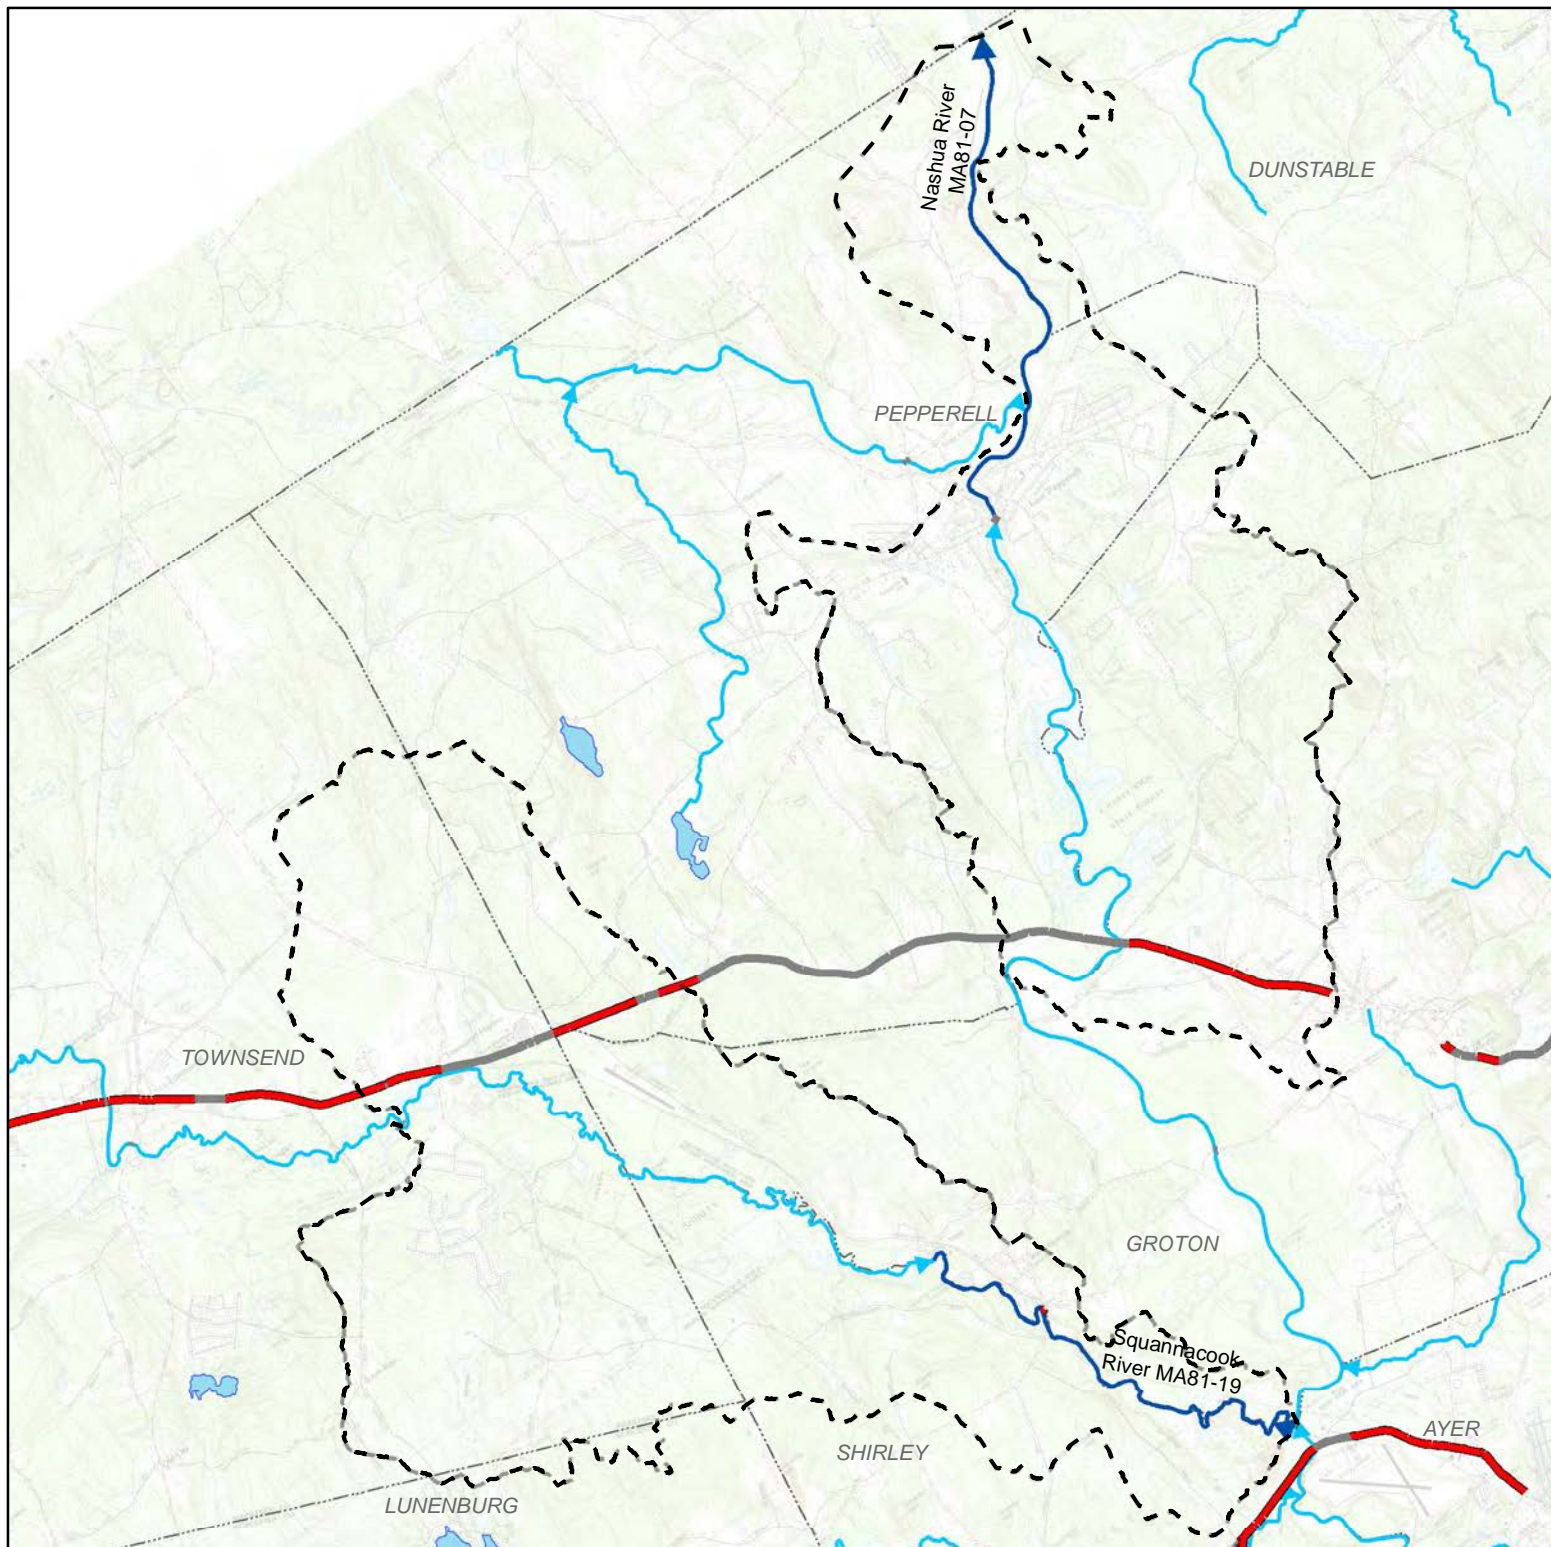 Nashua River
MA81-07
DUNSTABLE
PEPPERELL
TOWNSEND
GROTON
Squannacook
River MA81-19
AYER
SHIRLEY
LUNENBURG